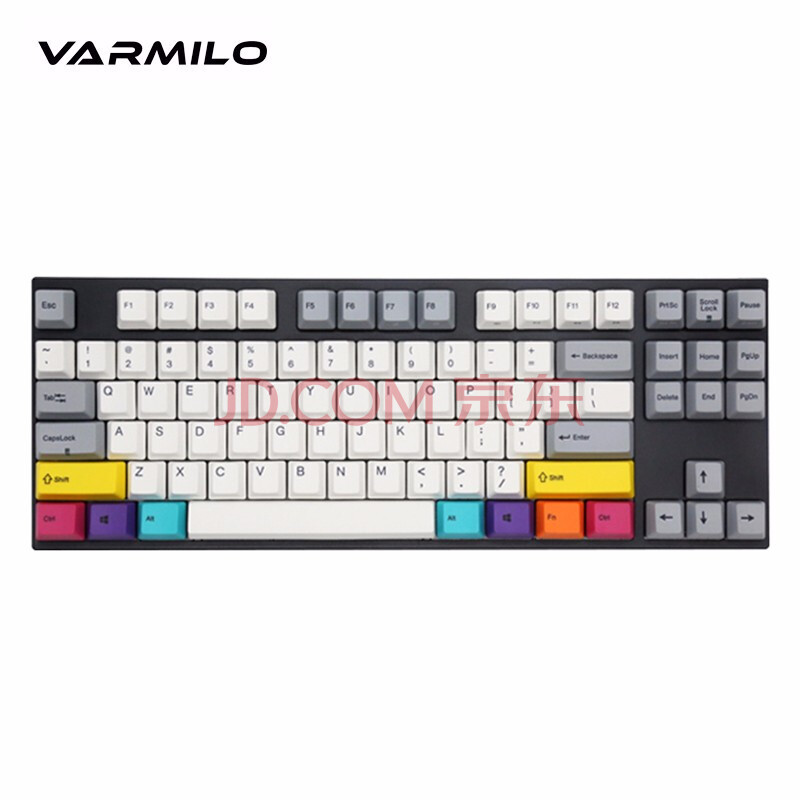 VARMILO
Esc F1 F2 F3 F4 F5 F6 F7 F8 F9 F10 F11 F12 PrtSc Scroll Lock Pause
~ ! @ # $ % ^ & * ( ) _ +
` 1 2 3 4 5 6 7 8 9 0 - = ← Backspace Insert Home PgUp
Tab Q W E R T Y U I O P { } |
[ ] \ Delete End PgDn
JD.COM 京东
CapsLock A S D F G H J K L : "
; ' ↵ Enter
⇧ Shift Z X C V B N M < > ?
, . / ⇧ Shift ↑
Ctrl Alt Alt Fn Ctrl ← ↓ →